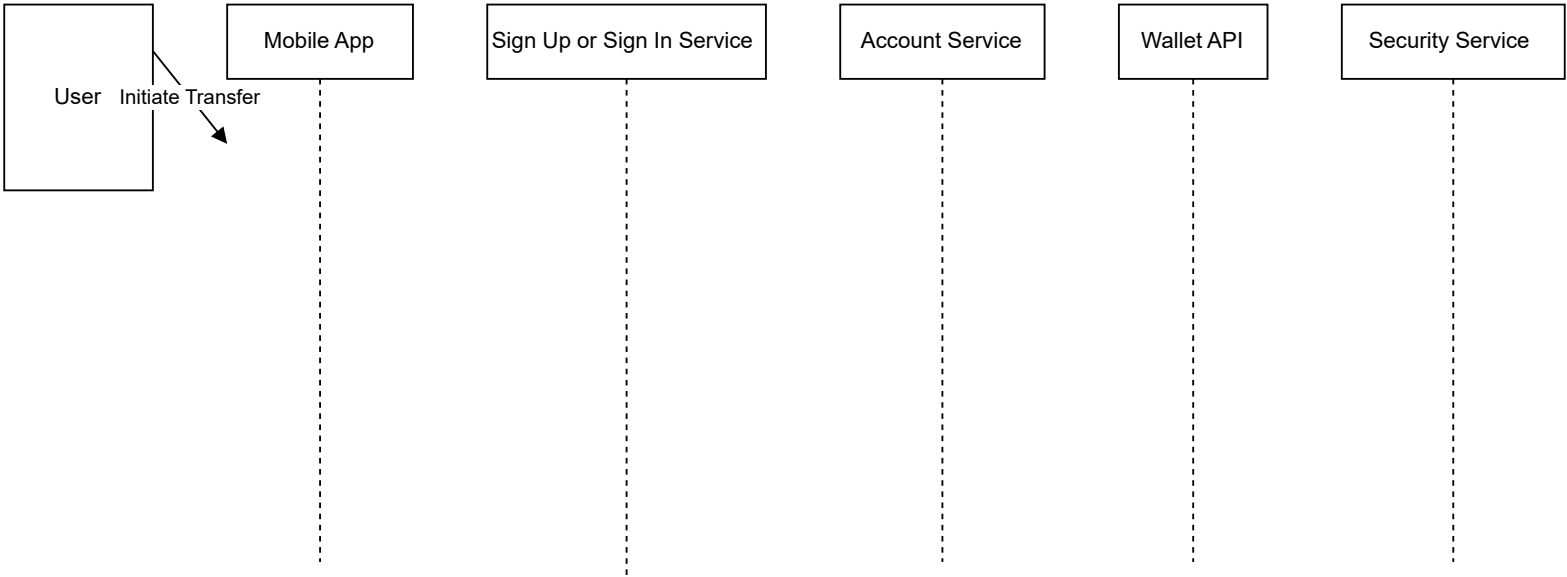 Mobile App
Sign Up or Sign In Service
Account Service
Wallet API
Security Service
User
Initiate Transfer